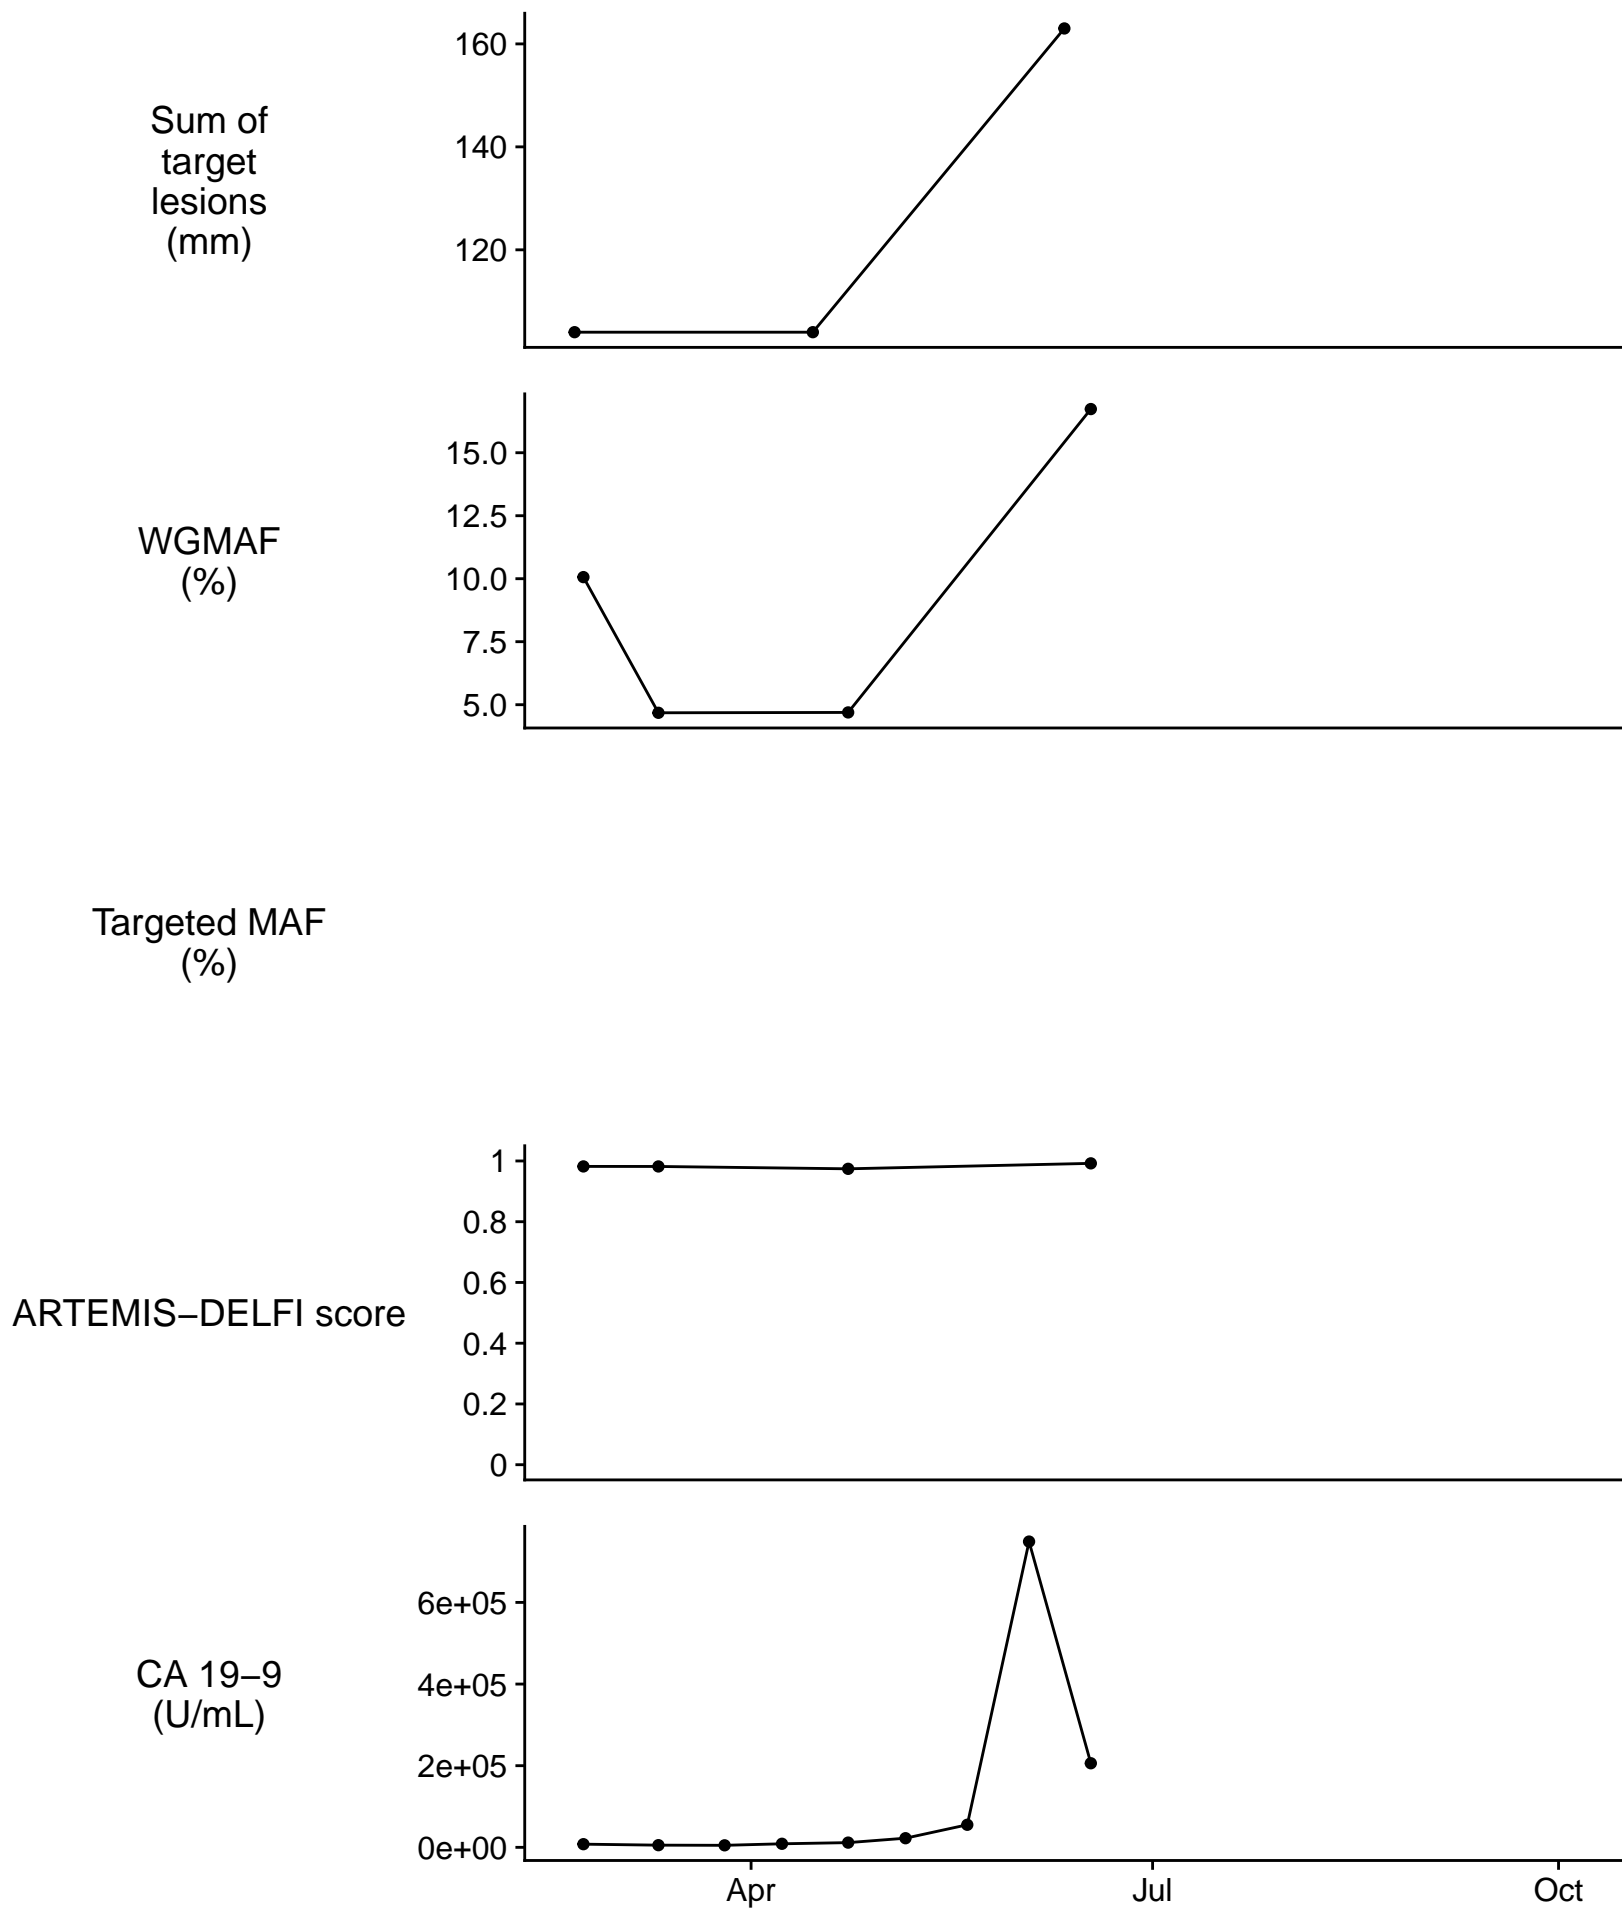 Sum of
target
lesions
(mm)
160
140
120
WGMAF
(%)
15.0
12.5
10.0
7.5
5.0
Targeted MAF
(%)
ARTEMIS–DELFI score
1
0.8
0.6
0.4
0.2
0
CA 19–9
(U/mL)
6e+05
4e+05
2e+05
0e+00
Apr Jul Oct